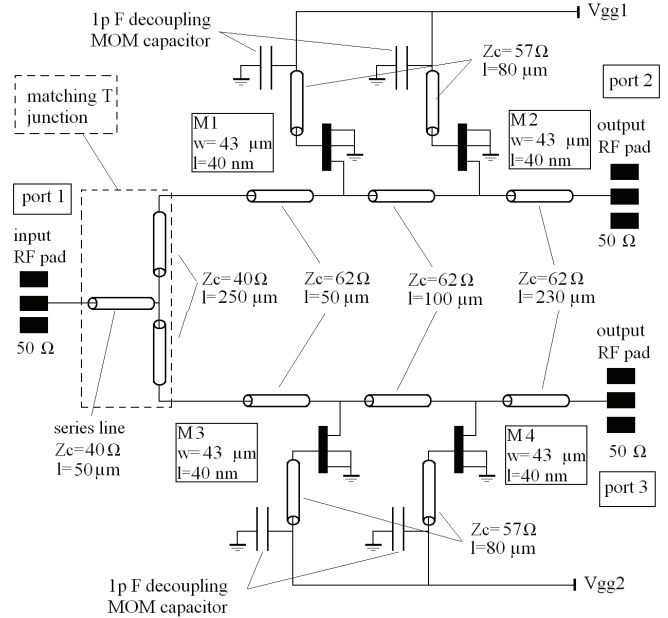 1p F decoupling
MOM capacitor
Vgg1
Zc=57Ω
l=80 µm
matching T
junction
M1
w=43 µm
l=40 nm
M2
w=43 µm
l=40 nm
port 2
output
RF pad
50 Ω
port 1
input
RF pad
50 Ω
Zc=40Ω
l=250 µm
Zc=62Ω
l=50 µm
Zc=62Ω
l=100 µm
Zc=62Ω
l=230 µm
output
RF pad
50 Ω
series line
Zc=40Ω
l=50µm
M3
w=43 µm
l=40 nm
M4
w=43 µm
l=40 nm
port 3
Zc=57Ω
l=80 µm
1p F decoupling
MOM capacitor
Vgg2